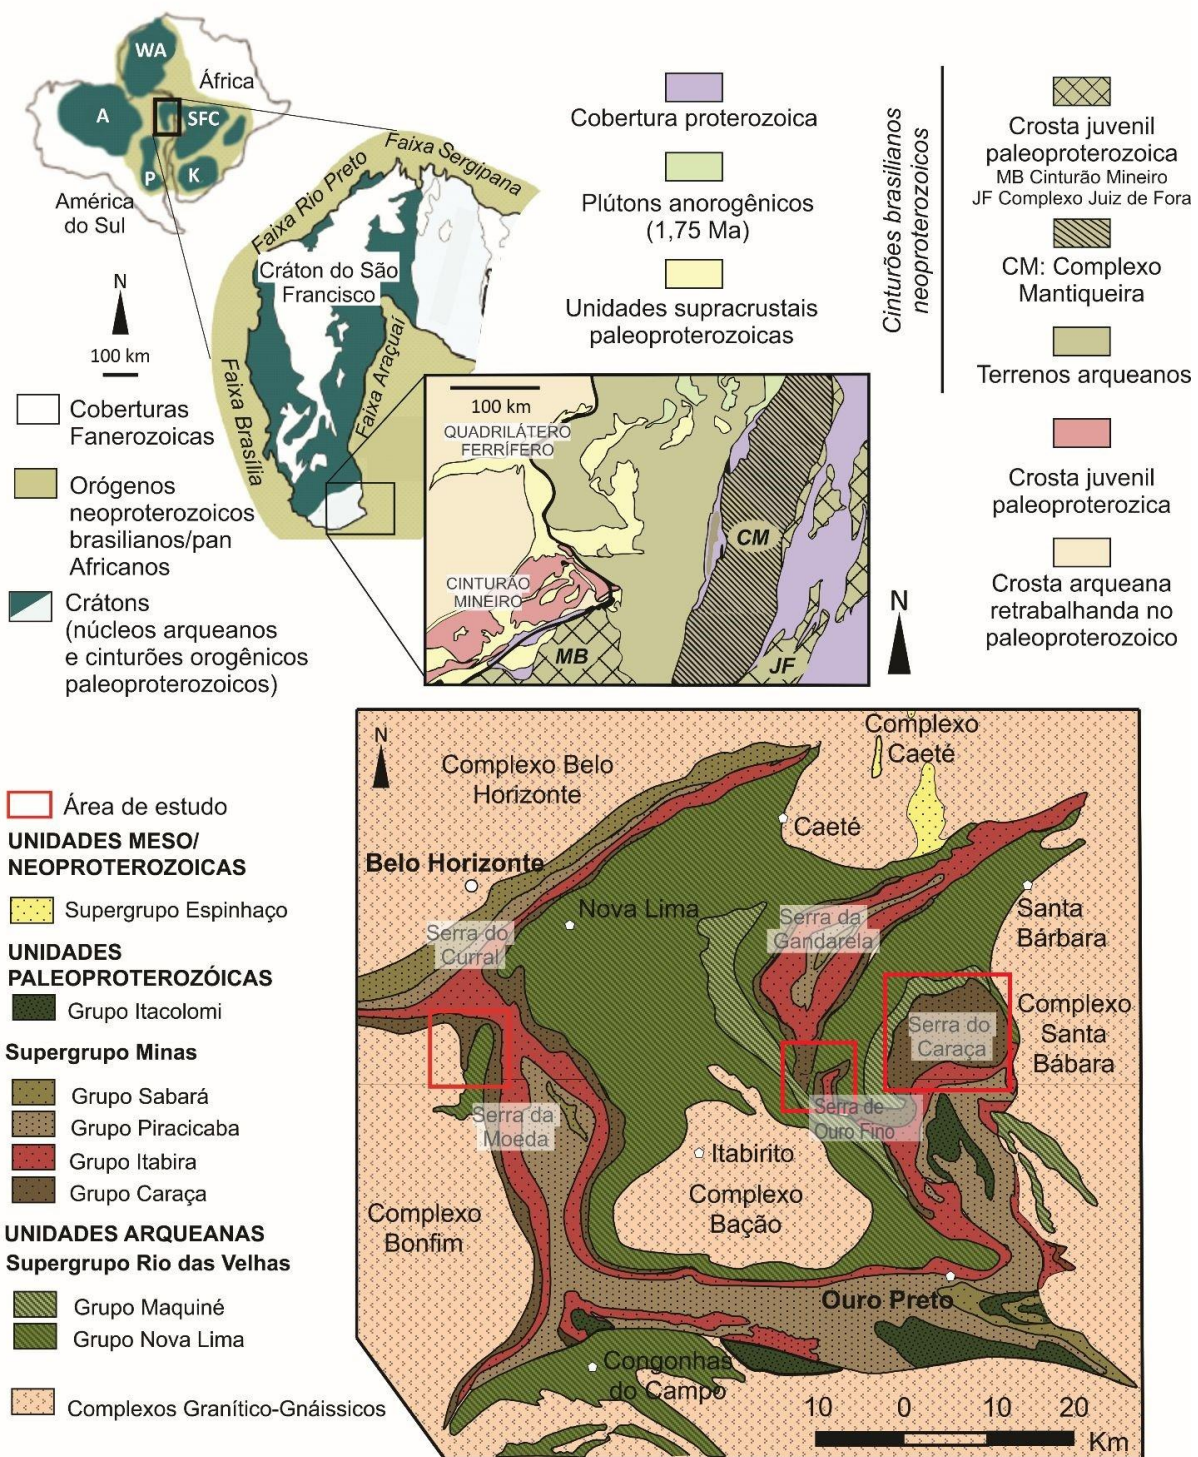 WA
África
A
SFC
P
K
América
do Sul
N
100 km
Faixa Sergipana
Faixa Rio Preto
Cráton do São
Francisco
Faixa Araçuaí
Faixa Brasília
Coberturas
Fanerozoicas
Orógenos
neoproterozoicos
brasilianos/pan
Africanos
Crátons
(núcleos arqueanos
e cinturões orogênicos
paleoproterozoicos)
Cobertura proterozoica
Plútons anorogênicos
(1,75 Ma)
Unidades supracrustais
paleoproterozoicas
Cinturões brasilianos
neoproterozoicos
Crosta juvenil
paleoproterozoica
MB Cinturão Mineiro
JF Complexo Juiz de Fora
CM: Complexo
Mantiqueira
Terrenos arqueanos
Crosta juvenil
paleoproterozica
Crosta arqueana
retrabalhanda no
paleoproterozoico
100 km
QUADRILÁTERO
FERRÍFERO
CM
CINTURÃO
MINEIRO
MB
JF
N
Área de estudo
UNIDADES MESO/
NEOPROTEROZOICAS
Supergrupo Espinhaço
UNIDADES
PALEOPROTEROZÓICAS
Grupo Itacolomi
Supergrupo Minas
Grupo Sabará
Grupo Piracicaba
Grupo Itabira
Grupo Caraça
UNIDADES ARQUEANAS
Supergrupo Rio das Velhas
Grupo Maquiné
Grupo Nova Lima
Complexos Granítico-Gnáissicos
N
Complexo Belo
Horizonte
Complexo
Caeté
Caeté
Belo Horizonte
Nova Lima
Serra do
Curral
Serra da
Gandarela
Santa
Bárbara
Serra do
Caraça
Complexo
Santa
Bábara
Serra da
Moeda
Serra de
Ouro Fino
Itabirito
Complexo
Bação
Complexo
Bonfim
Ouro Preto
Congonhas
do Campo
10 0 10 20
Km